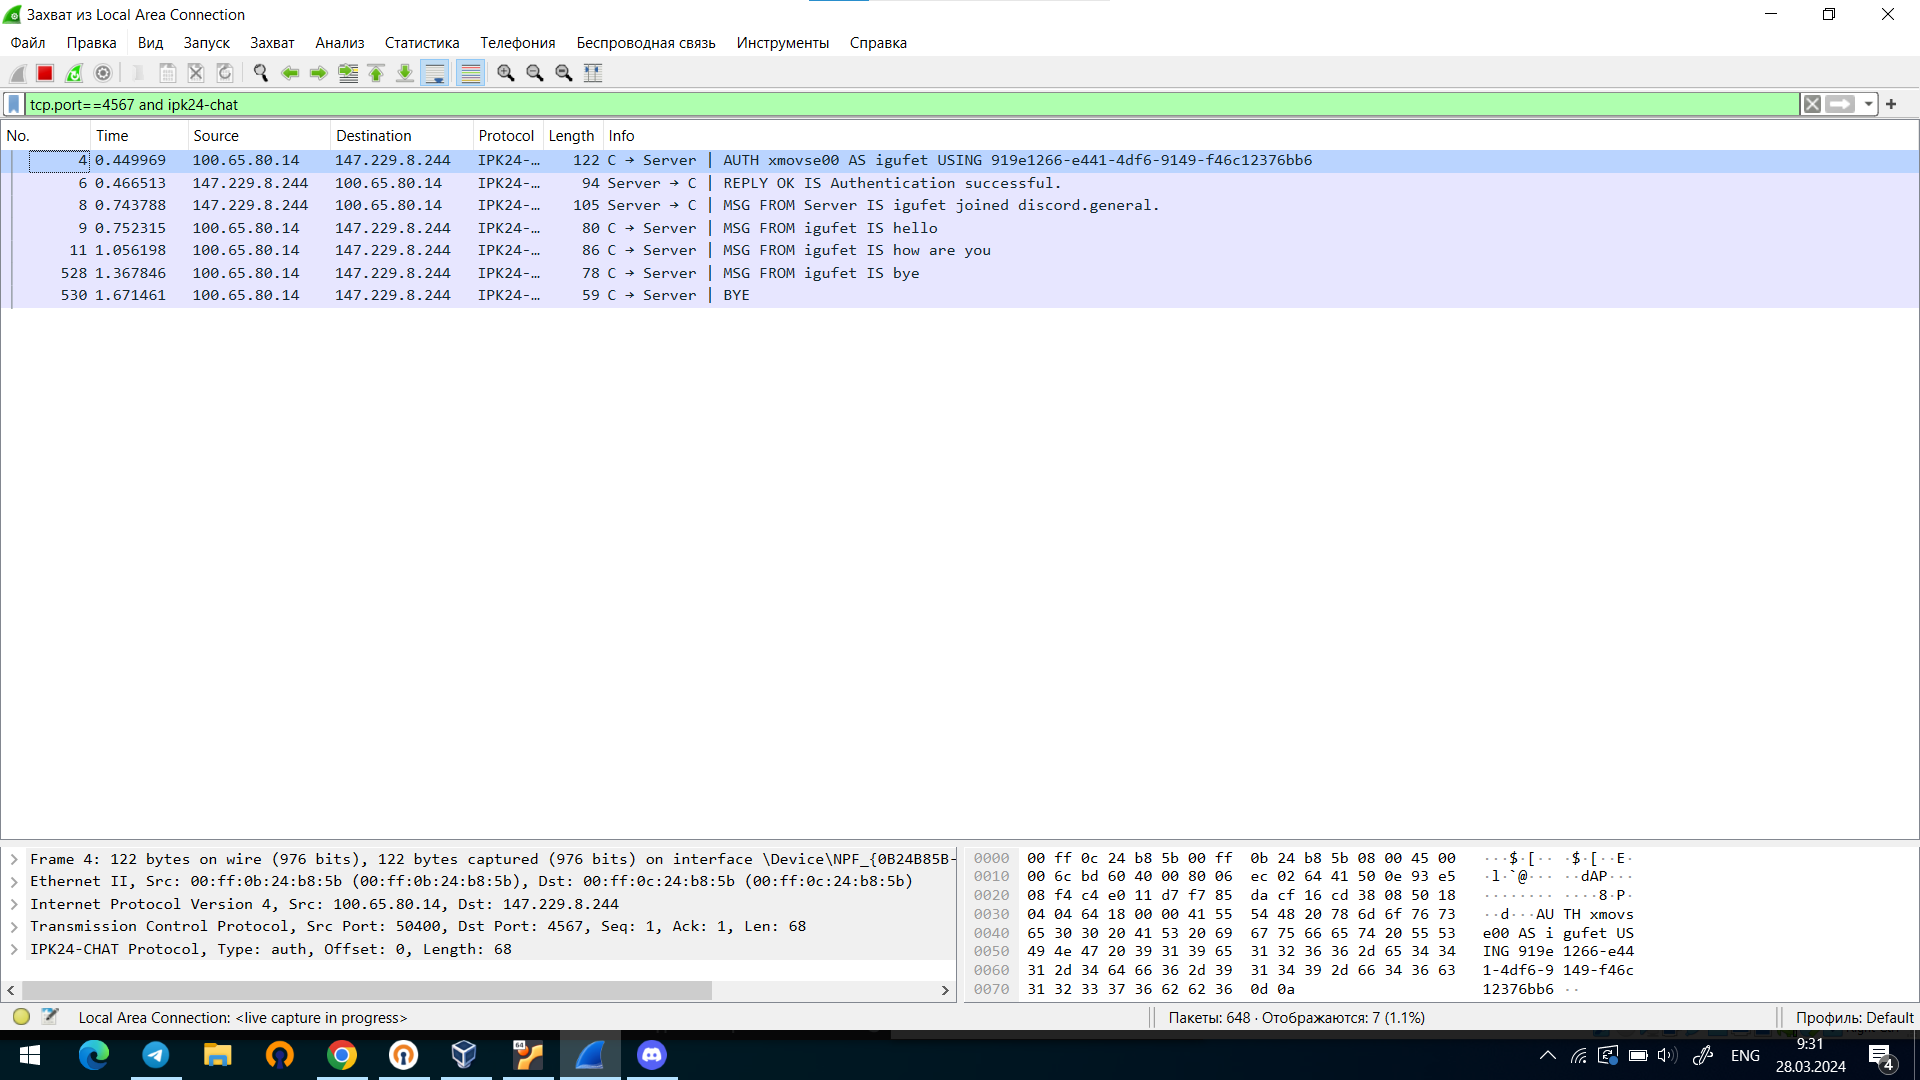 Захват из Local Area Connection
Файл Правка Вид Запуск Захват Анализ Статистика Телефония Беспроводная связь Инструменты Справка
tcp.port==4567 and ipk24-chat
No. Time Source Destination Protocol Length Info
4 0.449969 100.65.80.14 147.229.8.244 IPK24-… 122 C → Server | AUTH xmovse00 AS igufet USING 919e1266-e441-4df6-9149-f46c12376bb6
6 0.466513 147.229.8.244 100.65.80.14 IPK24-… 94 Server → C | REPLY OK IS Authentication successful.
8 0.743788 147.229.8.244 100.65.80.14 IPK24-… 105 Server → C | MSG FROM Server IS igufet joined discord.general.
9 0.752315 100.65.80.14 147.229.8.244 IPK24-… 80 C → Server | MSG FROM igufet IS hello
11 1.056198 100.65.80.14 147.229.8.244 IPK24-… 86 C → Server | MSG FROM igufet IS how are you
528 1.367846 100.65.80.14 147.229.8.244 IPK24-… 78 C → Server | MSG FROM igufet IS bye
530 1.671461 100.65.80.14 147.229.8.244 IPK24-… 59 C → Server | BYE
Frame 4: 122 bytes on wire (976 bits), 122 bytes captured (976 bits) on interface \Device\NPF_{0B24B85B-
Ethernet II, Src: 00:ff:0b:24:b8:5b (00:ff:0b:24:b8:5b), Dst: 00:ff:0c:24:b8:5b (00:ff:0c:24:b8:5b)
Internet Protocol Version 4, Src: 100.65.80.14, Dst: 147.229.8.244
Transmission Control Protocol, Src Port: 50400, Dst Port: 4567, Seq: 1, Ack: 1, Len: 68
IPK24-CHAT Protocol, Type: auth, Offset: 0, Length: 68
0000 00 ff 0c 24 b8 5b 00 ff 0b 24 b8 5b 08 00 45 00 ···$·[·· ·$·[··E·
0010 00 6c bd 60 40 00 80 06 ec 02 64 41 50 0e 93 e5 ·l·`@··· ··dAP···
0020 08 f4 c4 e0 11 d7 f7 85 da cf 16 cd 38 08 50 18 ········ ····8·P·
0030 04 04 64 18 00 00 41 55 54 48 20 78 6d 6f 76 73 ··d···AU TH xmovs
0040 65 30 30 20 41 53 20 69 67 75 66 65 74 20 55 53 e00 AS i gufet US
0050 49 4e 47 20 39 31 39 65 31 32 36 36 2d 65 34 34 ING 919e 1266-e44
0060 31 2d 34 64 66 36 2d 39 31 34 39 2d 66 34 36 63 1-4df6-9 149-f46c
0070 31 32 33 37 36 62 62 36 0d 0a 12376bb6 ··
Local Area Connection: <live capture in progress>
Пакеты: 648 · Отображаются: 7 (1.1%)
Профиль: Default
64
ENG
9:31
28.03.2024
4